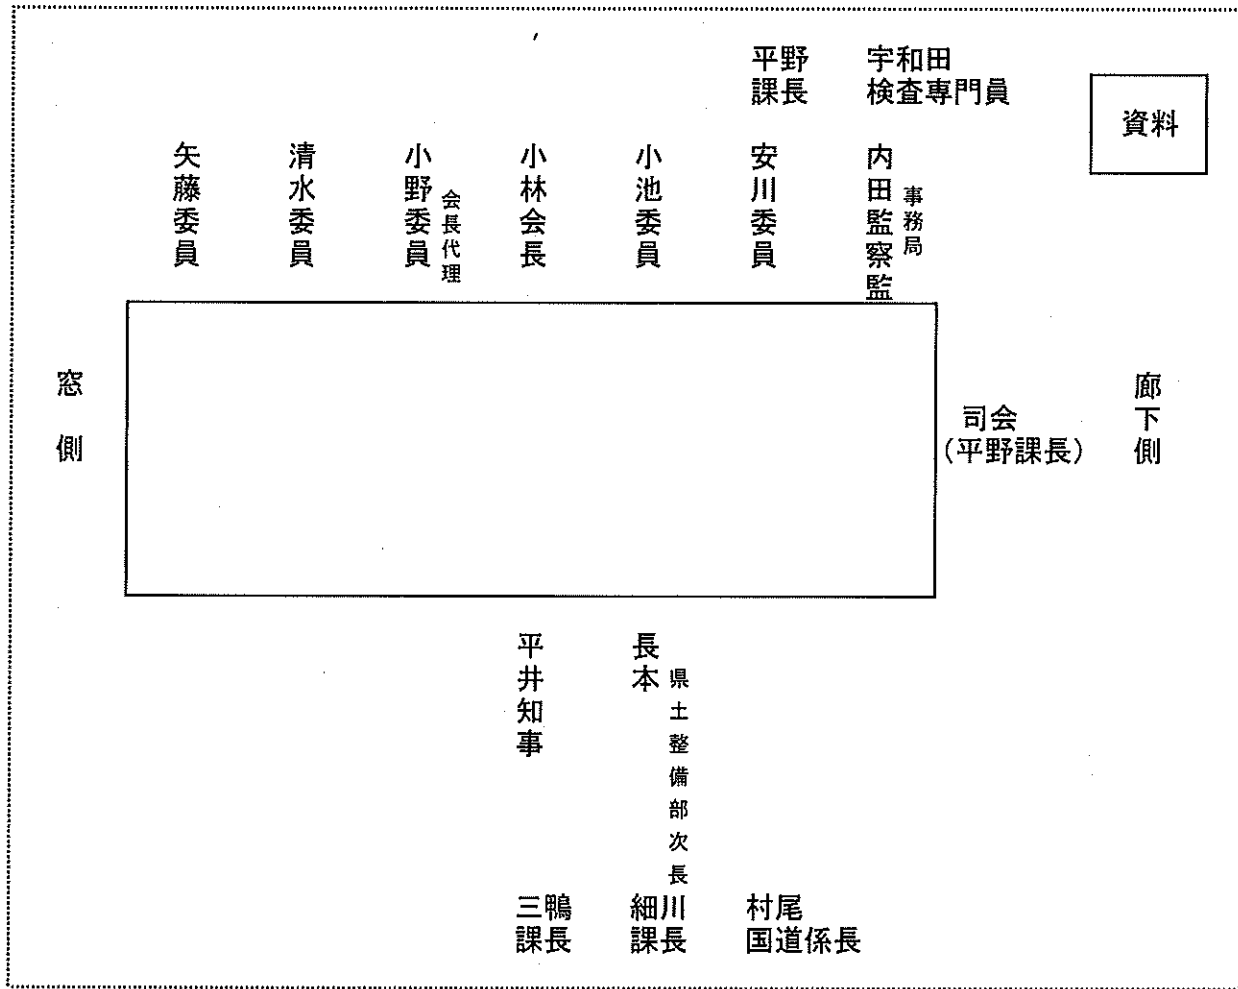 平野
課長
宇和田
検査専門員
資料
矢藤委員
清水委員
小野委員
会長代理
小林会長
小池委員
安川委員
内田監察監
事務局
窓側
司会
（平野課長）
廊下側
平井知事
長本
県土整備部次長
三鴨
課長
細川
課長
村尾
国道係長